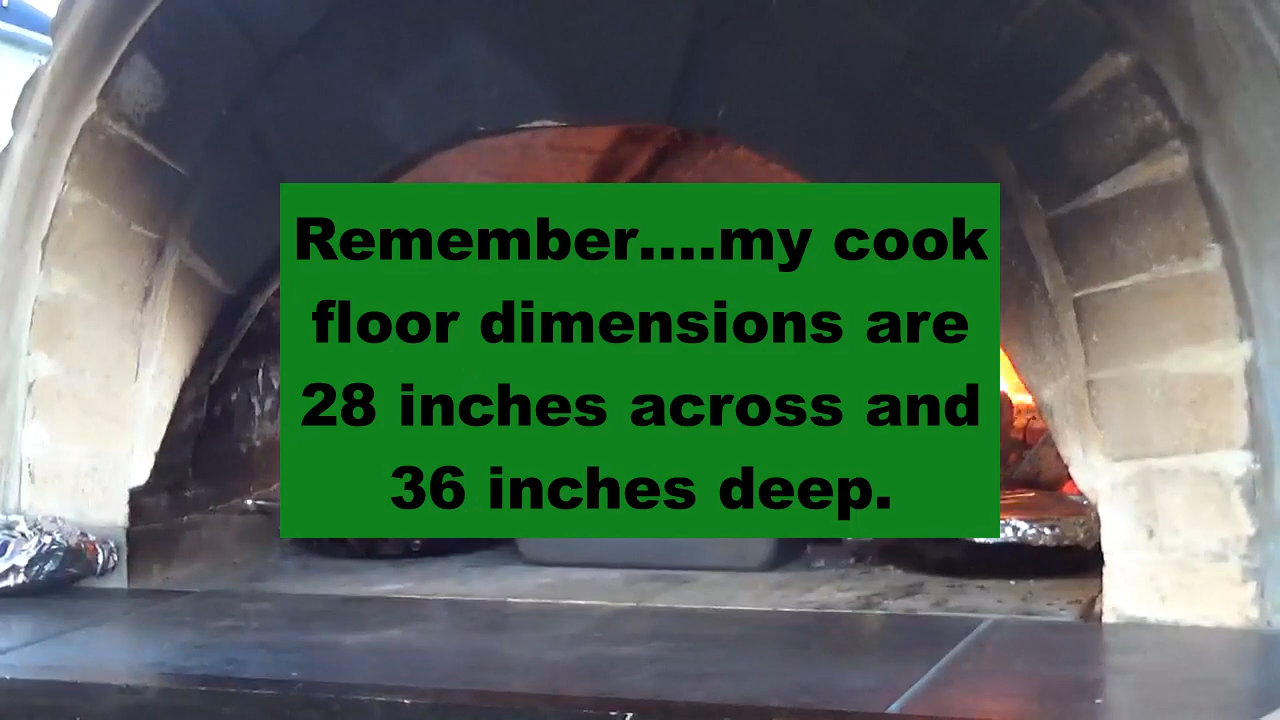 Remember....my cook
floor dimensions are
28 inches across and
36 inches deep.